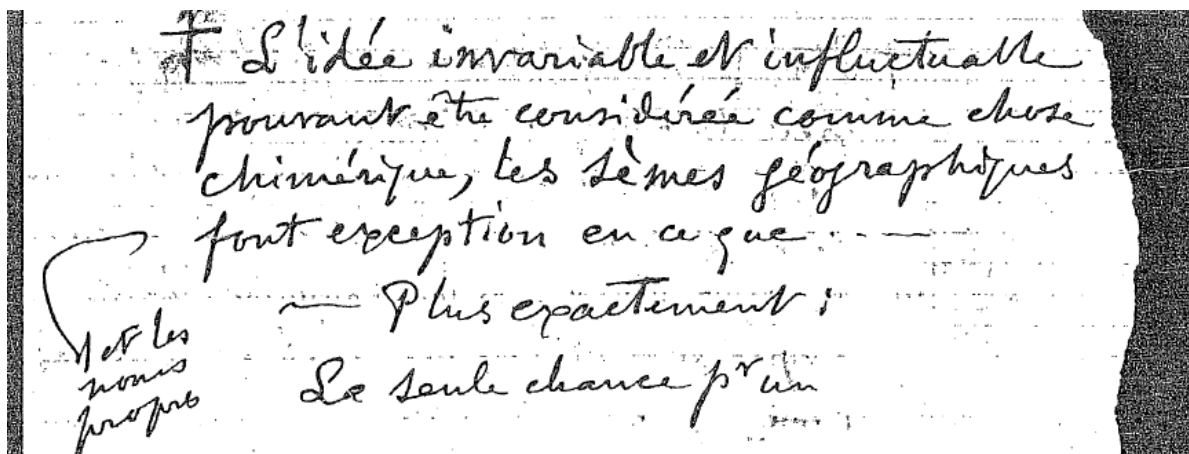 † L'idée invariable et influctuable
pouvant être considérée comme chose
chimérique, les sèmes géographiques
font exception en ce que . . —
— Plus exactement :
La seule chance pr un
et les
noms
propres